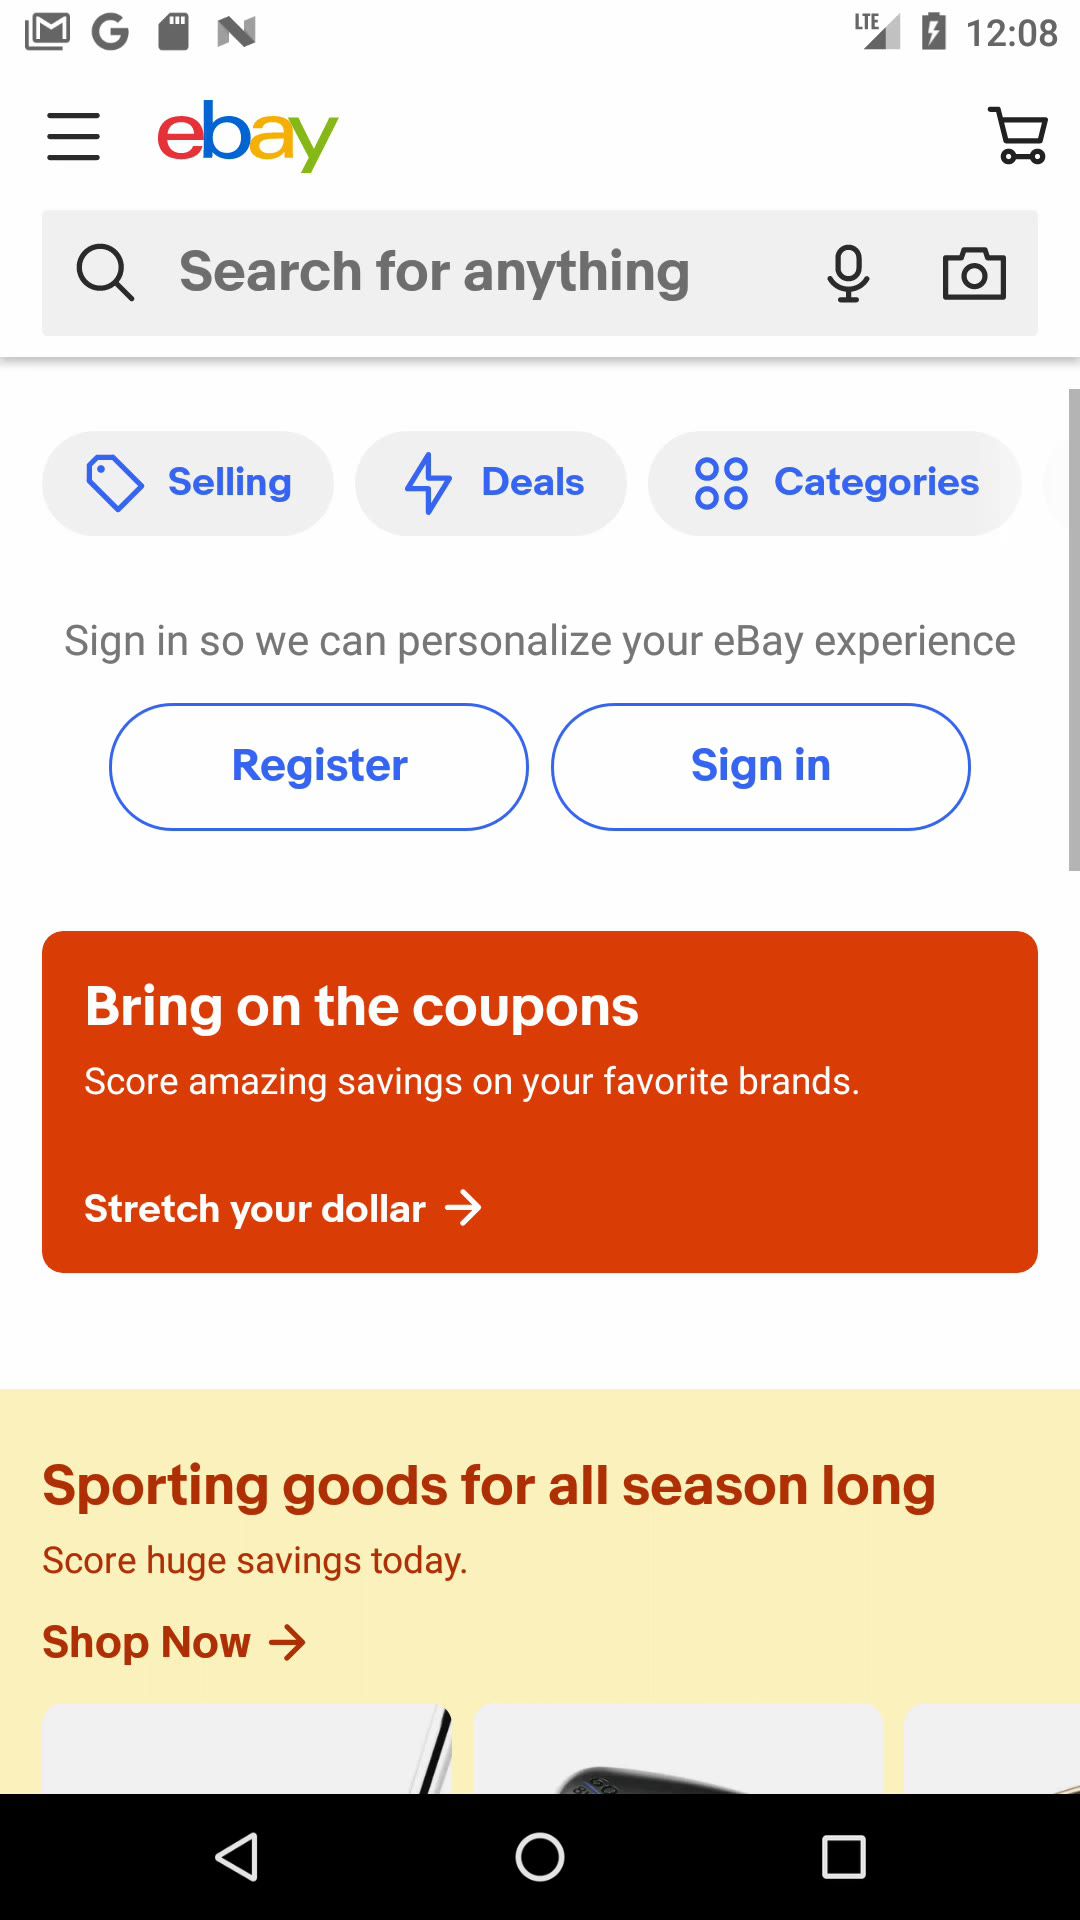 LTE 12:08
ebay
Search for anything
Selling Deals Categories
Sign in so we can personalize your eBay experience
Register Sign in
Bring on the coupons
Score amazing savings on your favorite brands.
Stretch your dollar
Sporting goods for all season long
Score huge savings today.
Shop Now